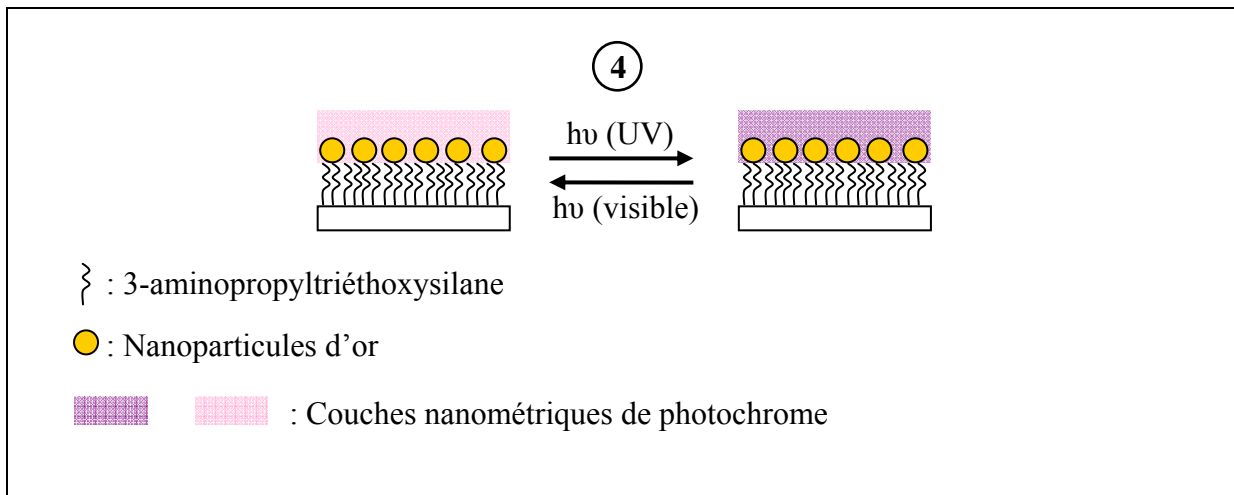 4
hυ (UV)
hυ (visible)
: 3-aminopropyltriéthoxysilane
: Nanoparticules d’or
: Couches nanométriques de photochrome